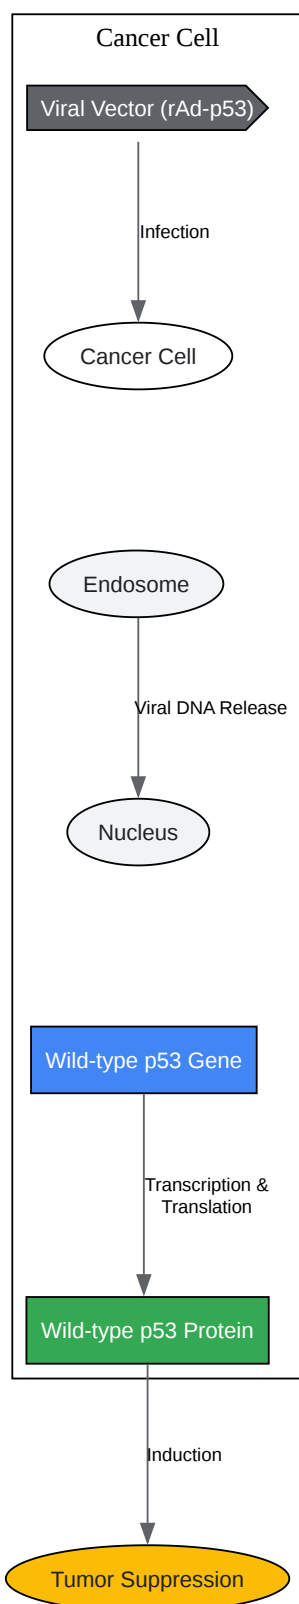 Cancer Cell
Viral Vector (rAd-p53)
Infection
Cancer Cell
Endosome
Viral DNA Release
Nucleus
Wild-type p53 Gene
Transcription &
Translation
Wild-type p53 Protein
Induction
Tumor Suppression